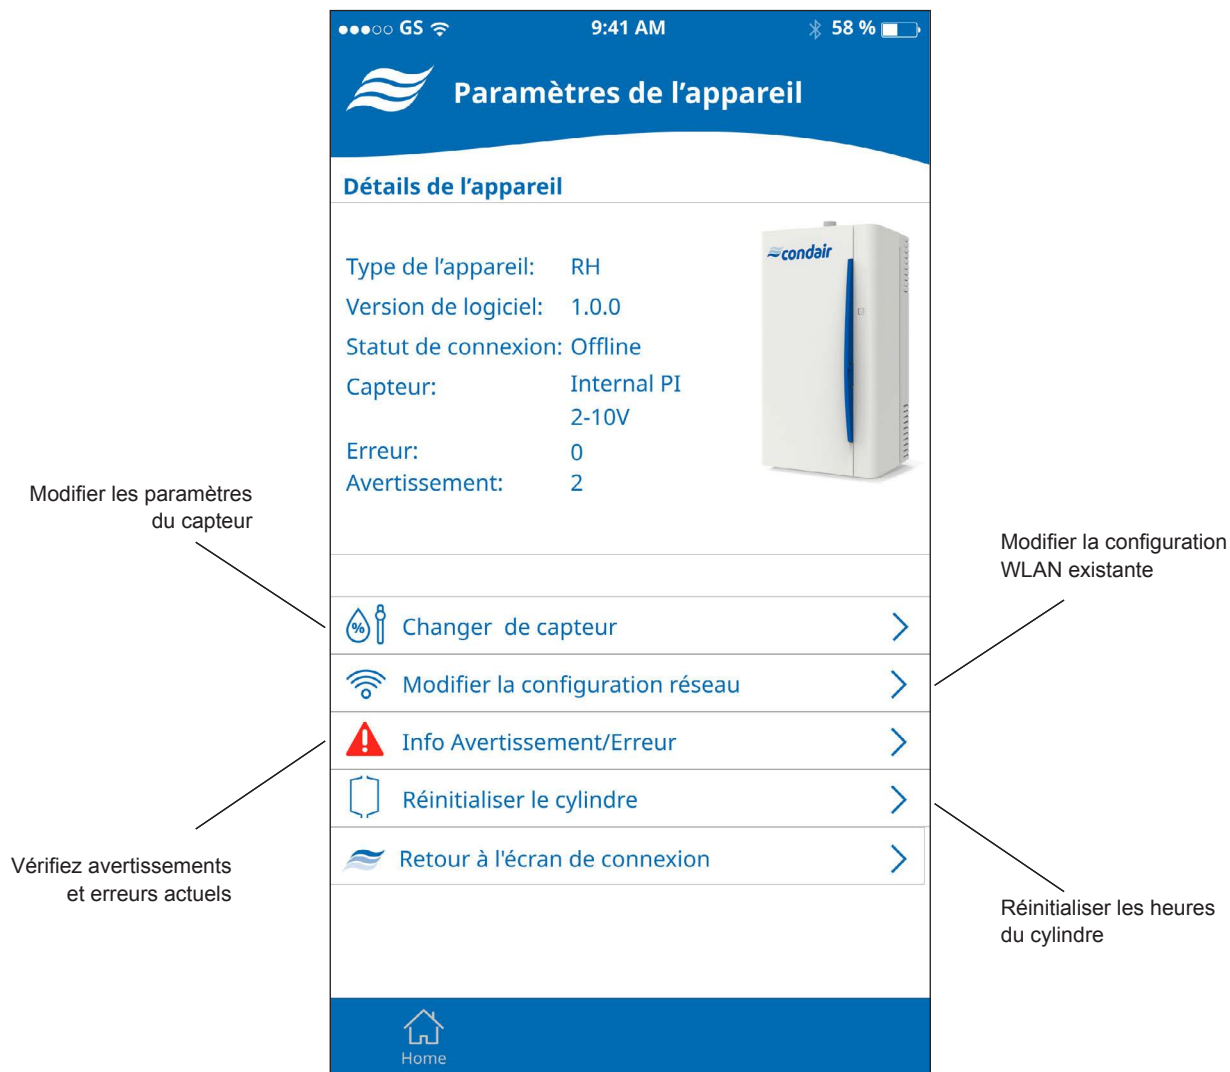 GS 9:41 AM 58 %
Paramètres de l’appareil
Détails de l’appareil
condair
Type de l’appareil: RH
Version de logiciel: 1.0.0
Statut de connexion: Offline
Capteur: Internal PI
2-10V
Erreur: 0
Avertissement: 2
Modifier les paramètres
du capteur
Modifier la configuration
WLAN existante
% Changer de capteur
Modifier la configuration réseau
Info Avertissement/Erreur
Réinitialiser le cylindre
Retour à l'écran de connexion
Vérifiez avertissements
et erreurs actuels
Réinitialiser les heures
du cylindre
Home